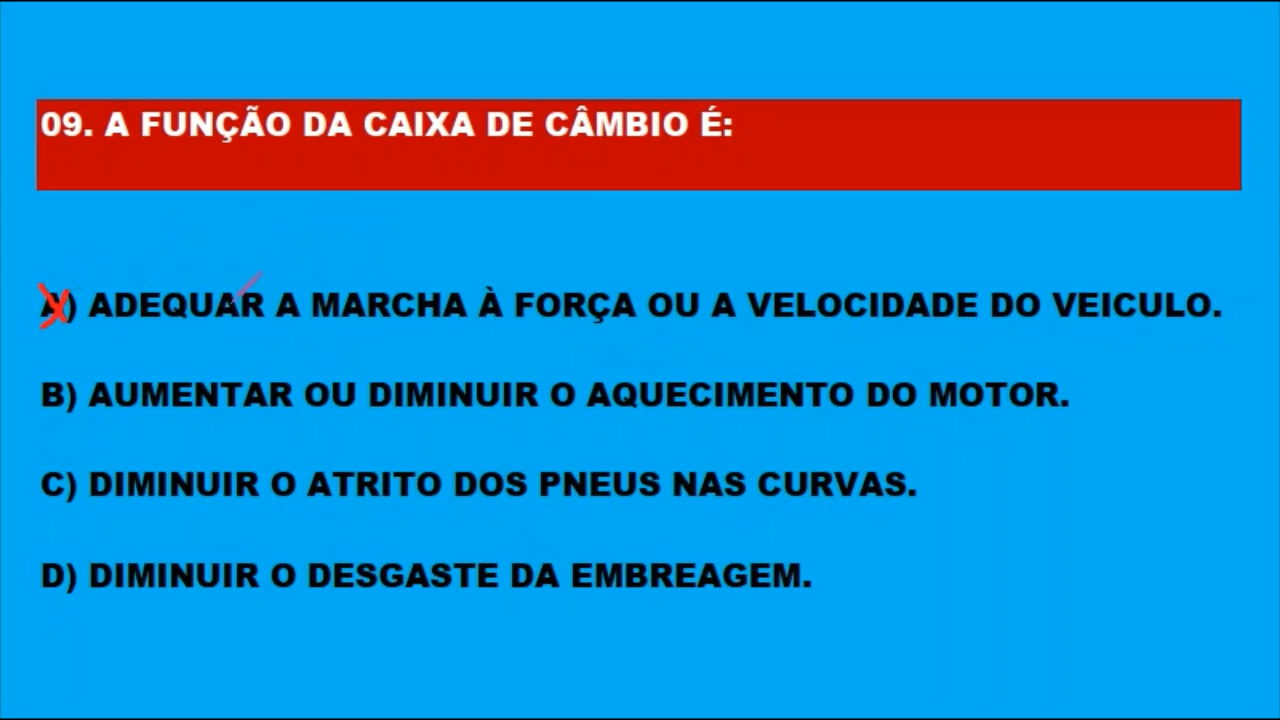 09. A FUNÇÃO DA CAIXA DE CÂMBIO É:
A) ADEQUAR A MARCHA À FORÇA OU A VELOCIDADE DO VEICULO.
B) AUMENTAR OU DIMINUIR O AQUECIMENTO DO MOTOR.
C) DIMINUIR O ATRITO DOS PNEUS NAS CURVAS.
D) DIMINUIR O DESGASTE DA EMBREAGEM.